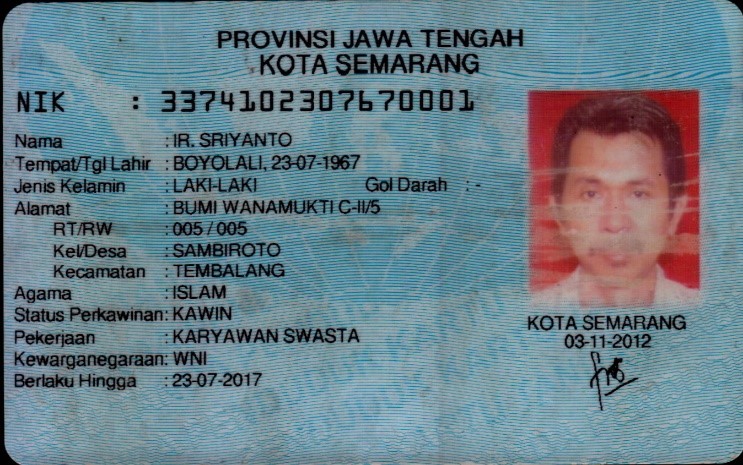 PROVINSI JAWA TENGAH
KOTA SEMARANG
NIK : 3374102307670001
Nama : IR. SRIYANTO
Tempat/Tgl Lahir : BOYOLALI, 23-07-1967
Jenis Kelamin : LAKI-LAKI Gol Darah : -
Alamat : BUMI WANAMUKTI C-II/5
RT/RW : 005 / 005
Kel/Desa : SAMBIROTO
Kecamatan : TEMBALANG
Agama : ISLAM
Status Perkawinan: KAWIN
Pekerjaan : KARYAWAN SWASTA
Kewarganegaraan: WNI
Berlaku Hingga : 23-07-2017
KOTA SEMARANG
03-11-2012